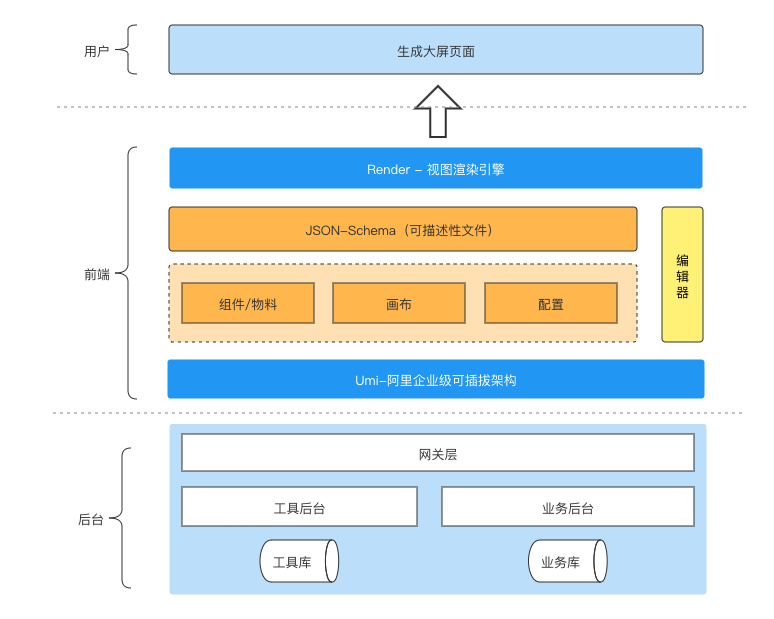 用户
生成大屏页面
前端
Render - 视图渲染引擎
JSON-Schema（可描述性文件）
编辑器
组件/物料
画布
配置
Umi-阿里企业级可插拔架构
后台
网关层
工具后台
业务后台
工具库
业务库